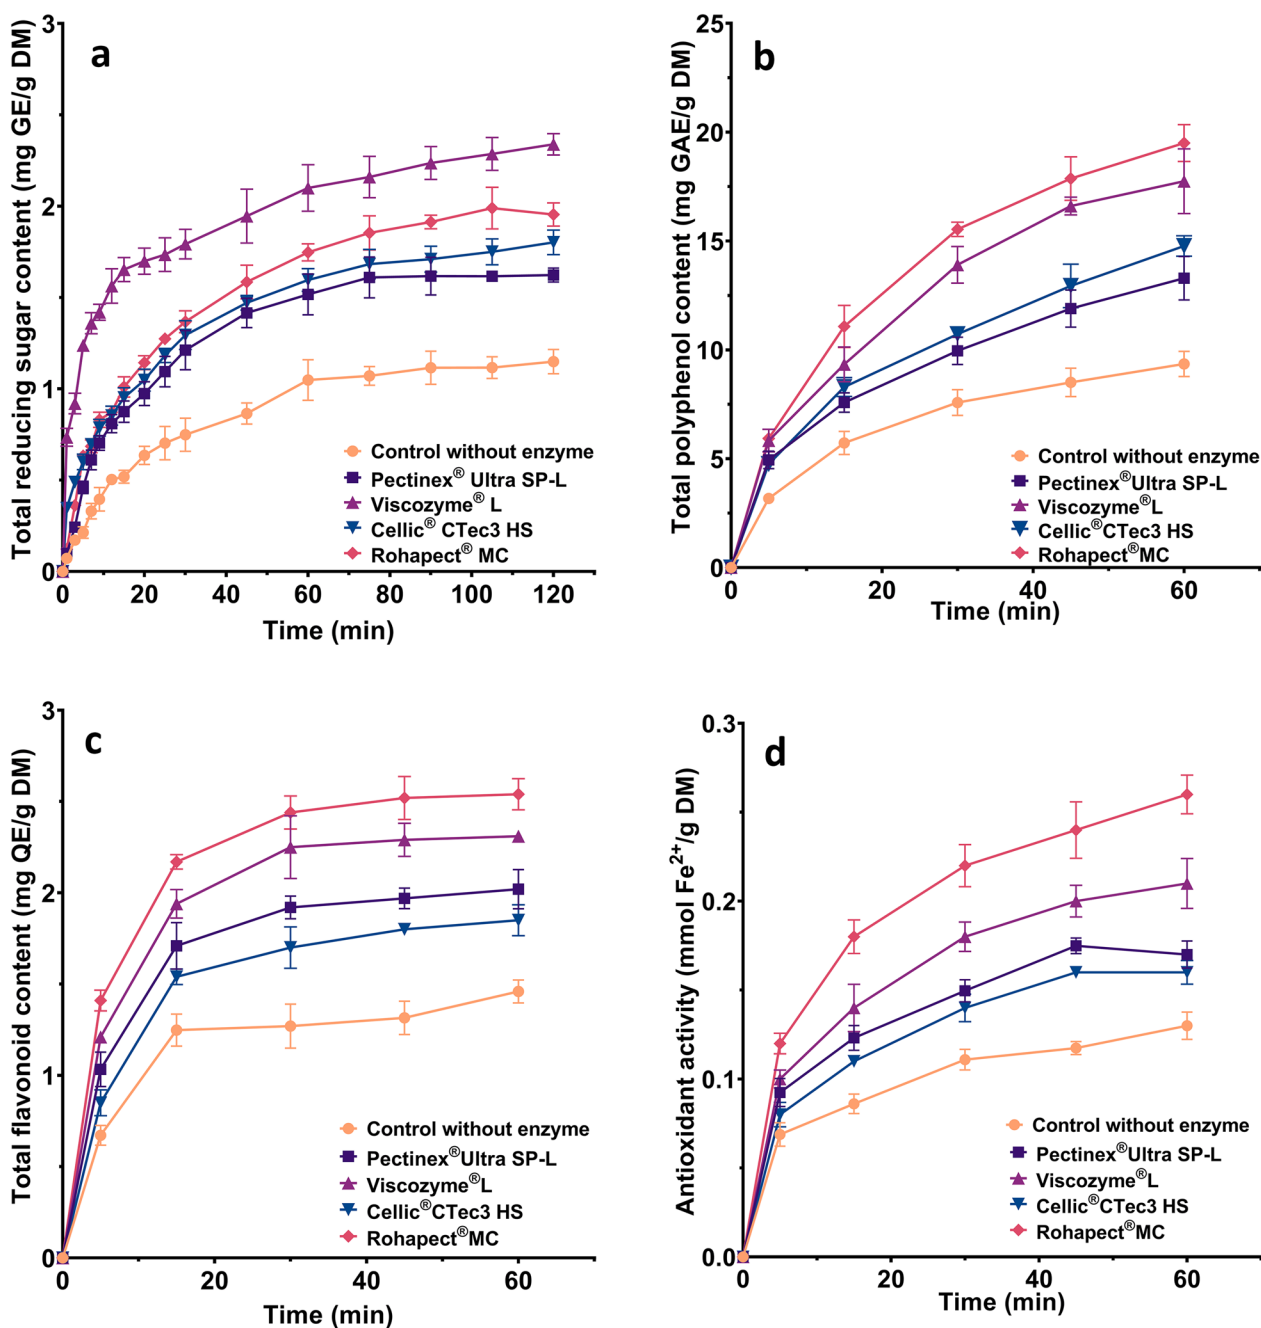 a
Total reducing sugar content (mg GE/g DM)
3
2
1
0
0 20 40 60 80 100 120
Time (min)
Control without enzyme
Pectinex® Ultra SP-L
Viscozyme® L
Cellic® CTec3 HS
Rohapect® MC
b
Total polyphenol content (mg GAE/g DM)
25
20
15
10
5
0
0 20 40 60
Time (min)
Control without enzyme
Pectinex®Ultra SP-L
Viscozyme®L
Cellic®CTec3 HS
Rohapect®MC
c
Total flavonoid content (mg QE/g DM)
3
2
1
0
0 20 40 60
Time (min)
Control without enzyme
Pectinex®Ultra SP-L
Viscozyme®L
Cellic®CTec3 HS
Rohapect®MC
d
Antioxidant activity (mmol Fe²⁺/g DM)
0.3
0.2
0.1
0.0
0 20 40 60
Time (min)
Control without enzyme
Pectinex®Ultra SP-L
Viscozyme®L
Cellic®CTec3 HS
Rohapect®MC